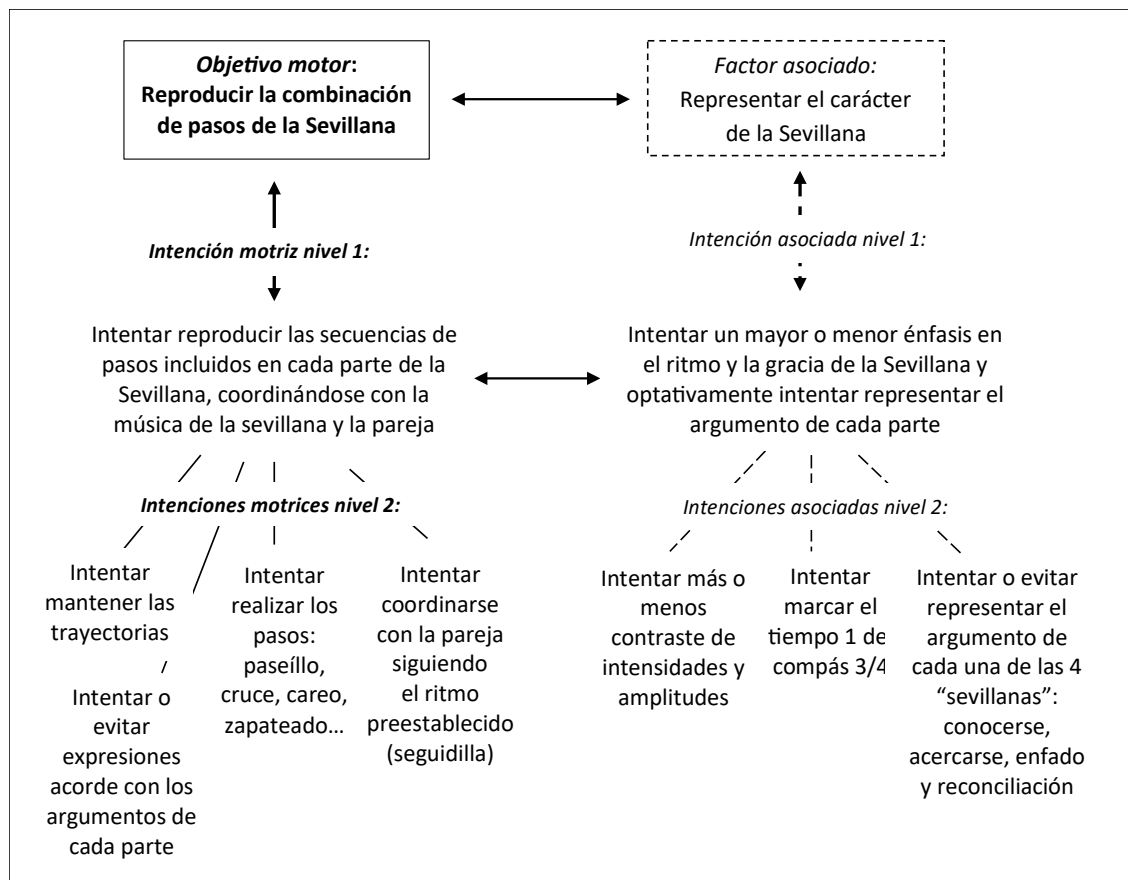 Objetivo motor:
Reproducir la combinación
de pasos de la Sevillana
Factor asociado:
Representar el carácter
de la Sevillana
Intención motriz nivel 1:
Intención asociada nivel 1:
Intentar reproducir las secuencias de
pasos incluidos en cada parte de la
Sevillana, coordinándose con la
música de la sevillana y la pareja
Intentar un mayor o menor énfasis en
el ritmo y la gracia de la Sevillana y
optativamente intentar representar el
argumento de cada parte
Intenciones motrices nivel 2:
Intenciones asociadas nivel 2:
Intentar
mantener las
trayectorias
Intentar o
evitar
expresiones
acorde con los
argumentos de
cada parte
Intentar
realizar los
pasos:
paseíllo,
cruce, careo,
zapateado…
Intentar
coordinarse
con la pareja
siguiendo
el ritmo
preestablecido
(seguidilla)
Intentar más o
menos
contraste de
intensidades y
amplitudes
Intentar
marcar el
tiempo 1 de
compás 3/4
Intentar o evitar
representar el
argumento de
cada una de las 4
“sevillanas”:
conocerse,
acercarse, enfado
y reconciliación